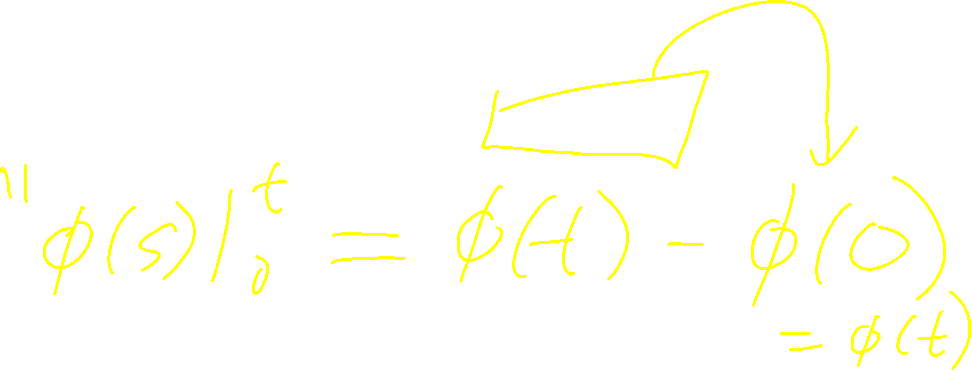 "ϕ(s)|₀ᵗ = ϕ(t) - ϕ(0)
= ϕ(t)